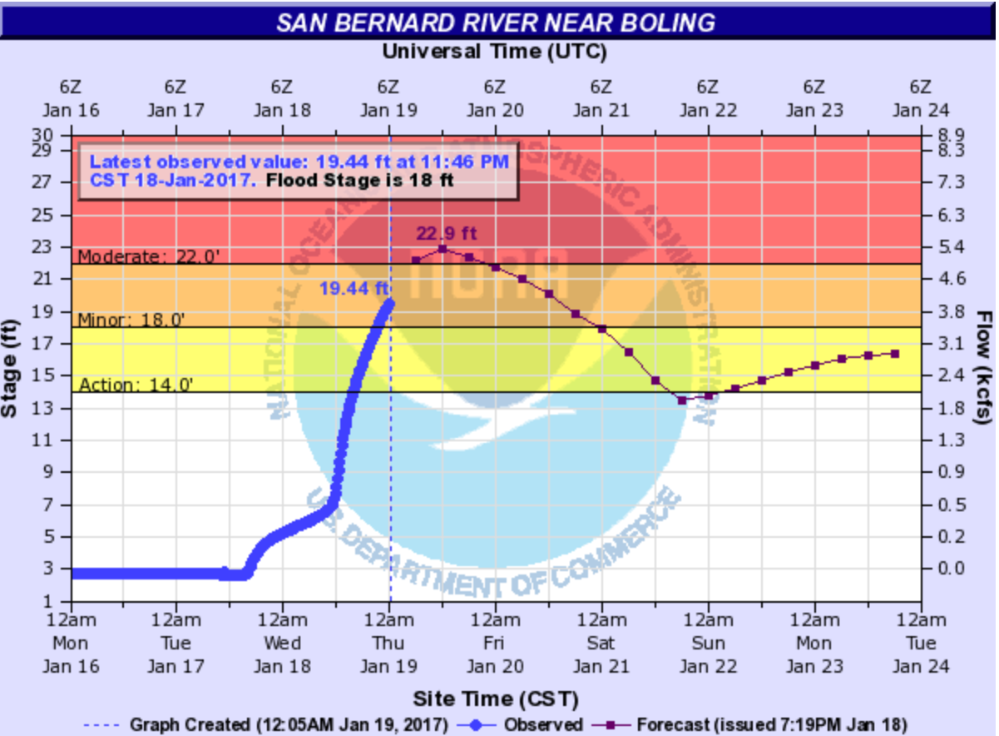 SAN BERNARD RIVER NEAR BOLING
Universal Time (UTC)
6Z 6Z 6Z 6Z 6Z 6Z 6Z 6Z 6Z
Jan 16 Jan 17 Jan 18 Jan 19 Jan 20 Jan 21 Jan 22 Jan 23 Jan 24
Latest observed value: 19.44 ft at 11:46 PM
CST 18-Jan-2017. Flood Stage is 18 ft
22.9 ft
Moderate: 22.0'
19.44 ft
Minor: 18.0'
Action: 14.0'
NOAA
NATIONAL OCEANIC AND ATMOSPHERIC ADMINISTRATION
U.S. DEPARTMENT OF COMMERCE
Stage (ft)
30
29
27
25
23
21
19
17
15
13
11
9
7
5
3
1
Flow (kcfs)
8.9
8.3
7.3
6.3
5.4
4.6
3.8
3.1
2.4
1.8
1.3
0.9
0.5
0.2
0.0
12am 12am 12am 12am 12am 12am 12am 12am 12am
Mon Tue Wed Thu Fri Sat Sun Mon Tue
Jan 16 Jan 17 Jan 18 Jan 19 Jan 20 Jan 21 Jan 22 Jan 23 Jan 24
Site Time (CST)
Graph Created (12:05AM Jan 19, 2017) Observed Forecast (issued 7:19PM Jan 18)